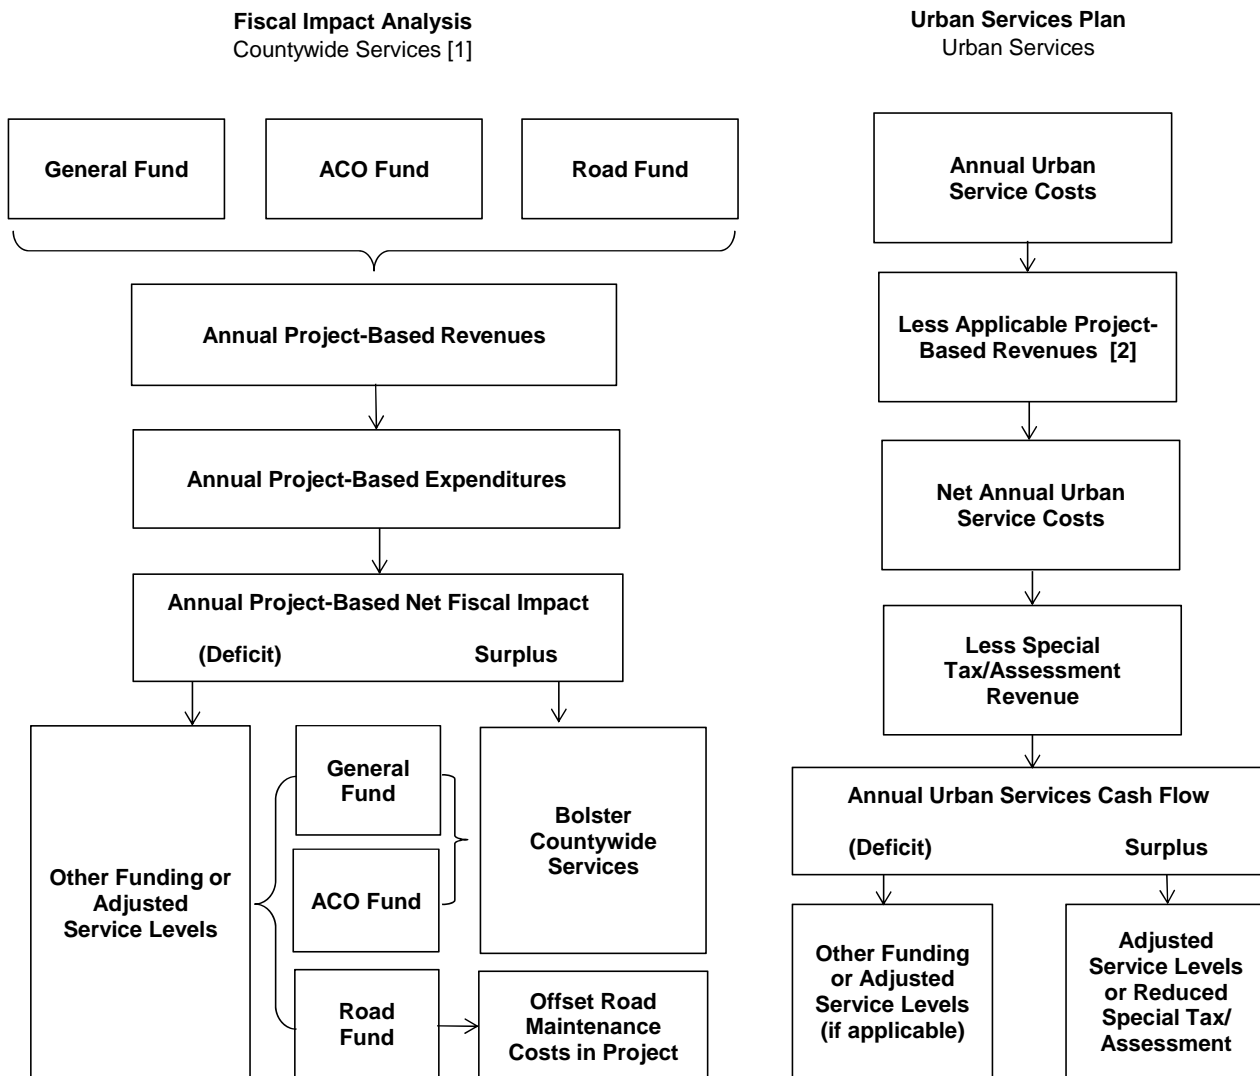 Fiscal Impact Analysis
Countywide Services [1]
General Fund
ACO Fund
Road Fund
Annual Project-Based Revenues
Annual Project-Based Expenditures
Annual Project-Based Net Fiscal Impact
(Deficit)
Surplus
Other Funding or
Adjusted
Service Levels
General
Fund
ACO Fund
Road
Fund
Bolster
Countywide
Services
Offset Road
Maintenance
Costs in Project
Urban Services Plan
Urban Services
Annual Urban
Service Costs
Less Applicable Project-
Based Revenues [2]
Net Annual Urban
Service Costs
Less Special
Tax/Assessment
Revenue
Annual Urban Services Cash Flow
(Deficit)
Surplus
Other Funding
or Adjusted
Service Levels
(if applicable)
Adjusted
Service Levels
or Reduced
Special Tax/
Assessment